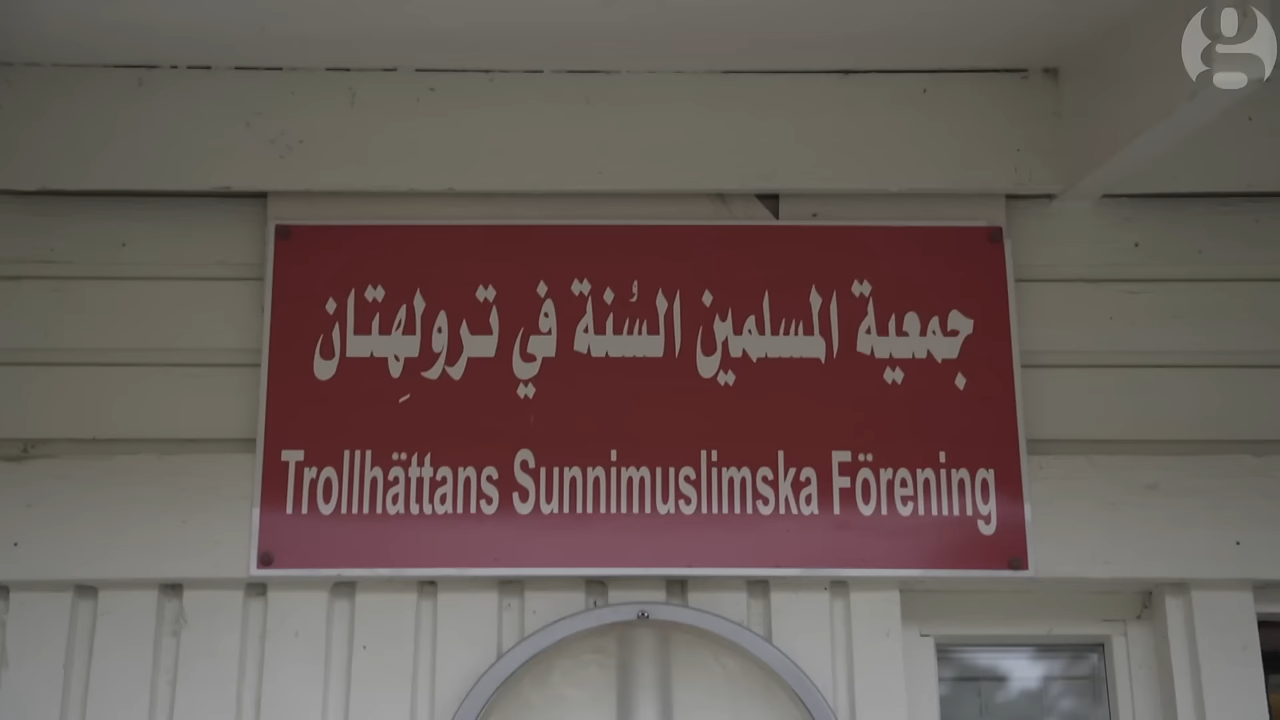 جمعية المسلمين السُنة في ترولهِتان
Trollhättans Sunnimuslimska Förening